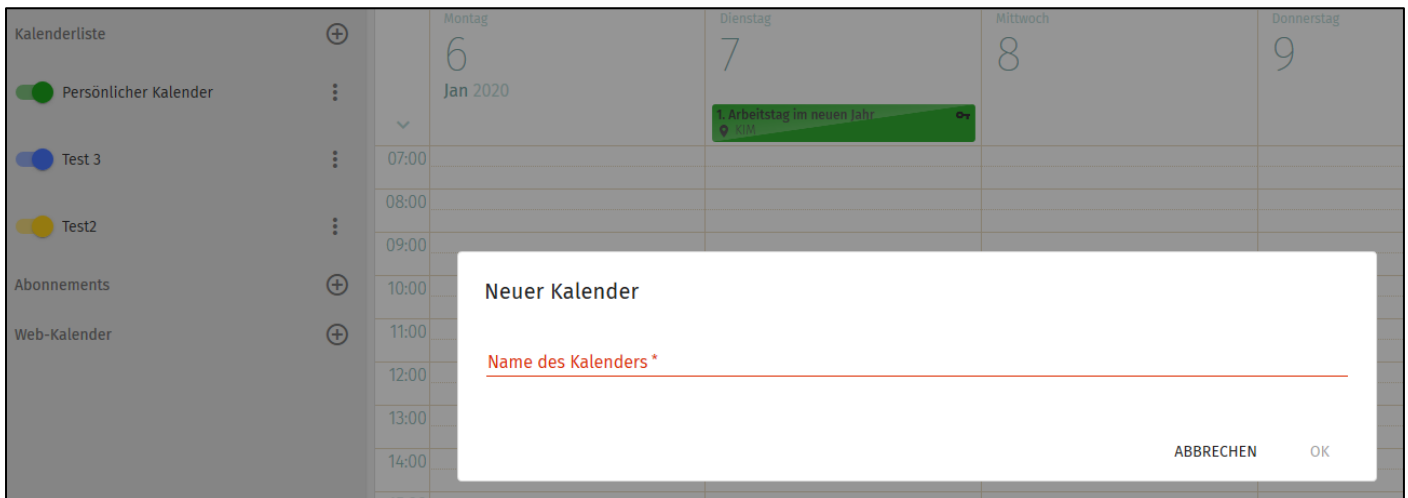 Kalenderliste
Persönlicher Kalender
Test 3
Test2
Abonnements
Web-Kalender
Montag
6
Jan 2020
Dienstag
7
Mittwoch
8
Donnerstag
9
1. Arbeitstag im neuen Jahr
KIM
07:00
08:00
09:00
10:00
11:00
12:00
13:00
14:00
Neuer Kalender
Name des Kalenders *
ABBRECHEN OK